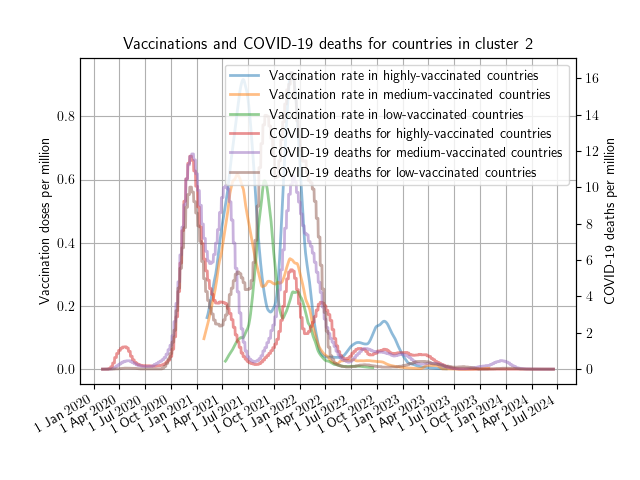 Vaccinations and COVID-19 deaths for countries in cluster 2
Vaccination rate in highly-vaccinated countries
Vaccination rate in medium-vaccinated countries
Vaccination rate in low-vaccinated countries
COVID-19 deaths for highly-vaccinated countries
COVID-19 deaths for medium-vaccinated countries
COVID-19 deaths for low-vaccinated countries
Vaccination doses per million
0.8
0.6
0.4
0.2
0.0
COVID-19 deaths per million
16
14
12
10
8
6
4
2
0
1 Jan 2020
1 Apr 2020
1 Jul 2020
1 Oct 2020
1 Jan 2021
1 Apr 2021
1 Jul 2021
1 Oct 2021
1 Jan 2022
1 Apr 2022
1 Jul 2022
1 Oct 2022
1 Jan 2023
1 Apr 2023
1 Jul 2023
1 Oct 2023
1 Jan 2024
1 Apr 2024
1 Jul 2024